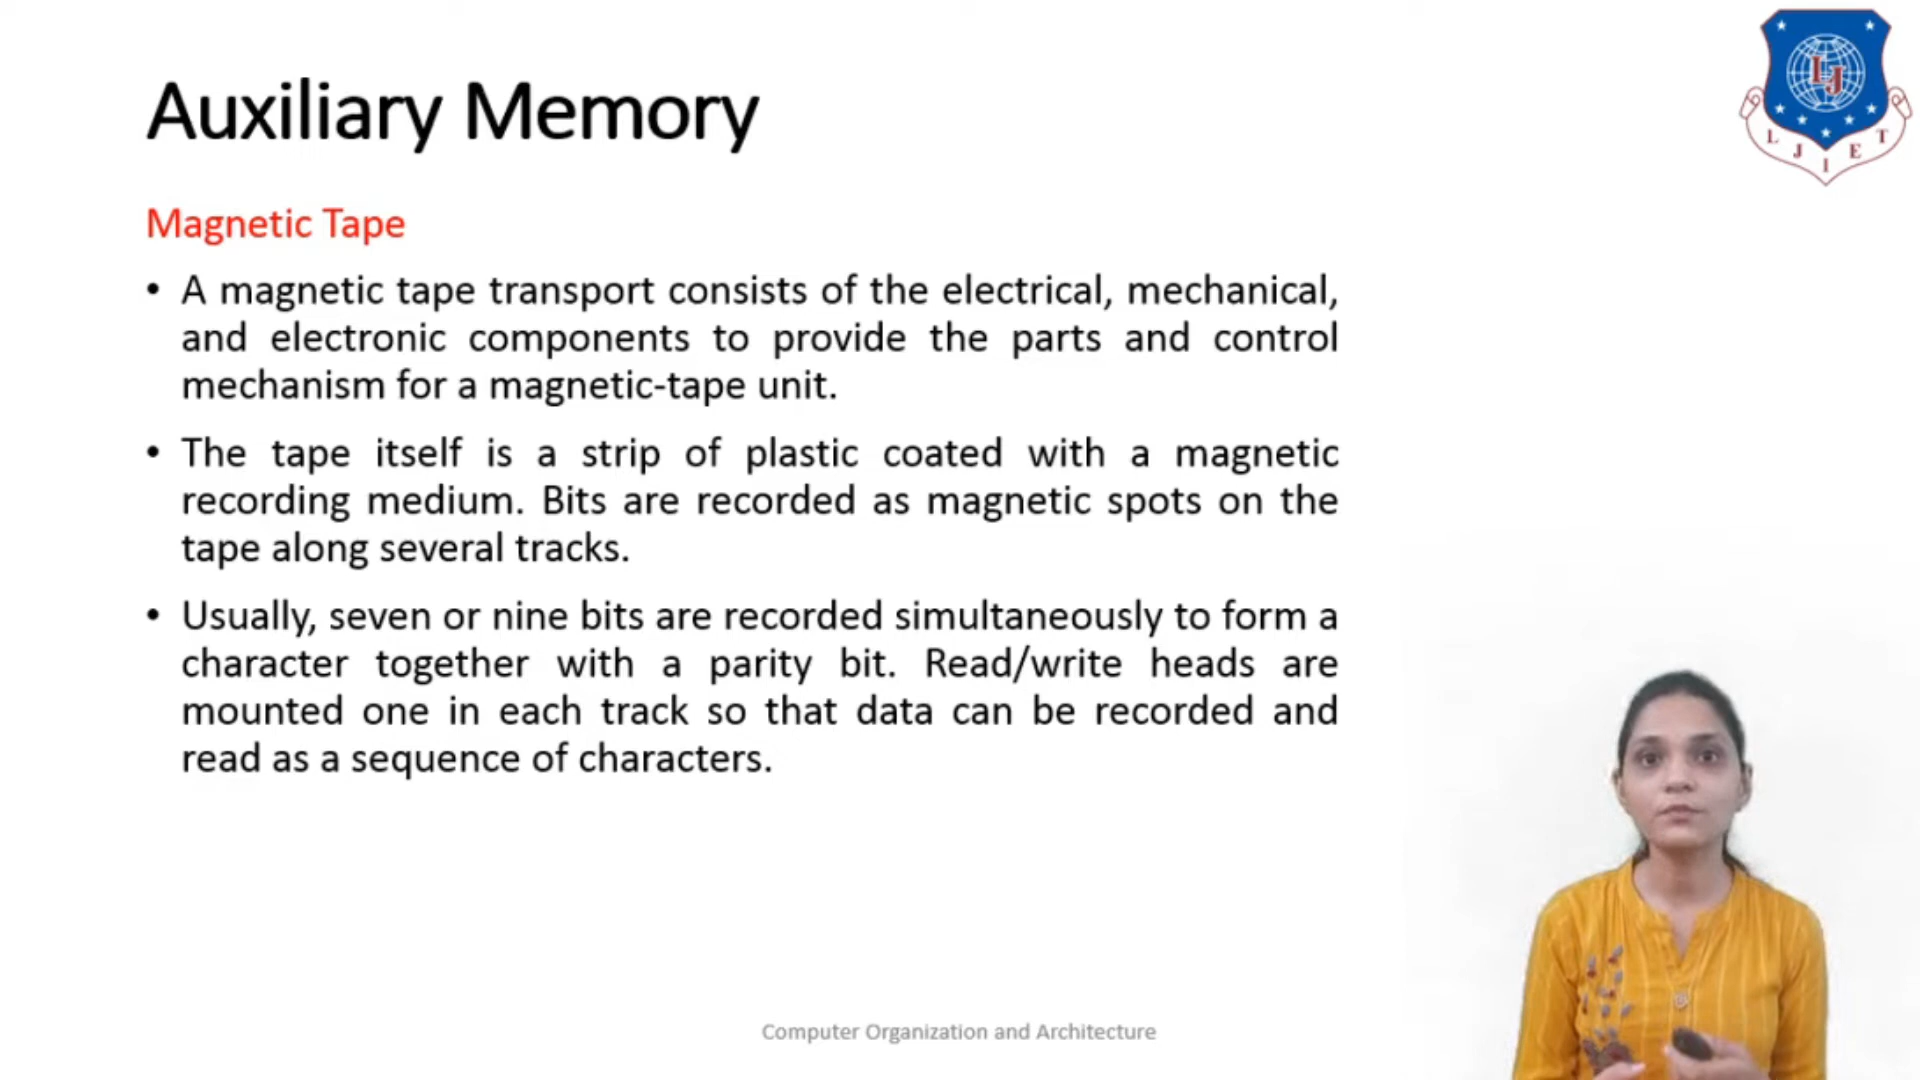 Auxiliary Memory
LJ
L J I E T
Magnetic Tape
• A magnetic tape transport consists of the electrical, mechanical,
and electronic components to provide the parts and control
mechanism for a magnetic-tape unit.
• The tape itself is a strip of plastic coated with a magnetic
recording medium. Bits are recorded as magnetic spots on the
tape along several tracks.
• Usually, seven or nine bits are recorded simultaneously to form a
character together with a parity bit. Read/write heads are
mounted one in each track so that data can be recorded and
read as a sequence of characters.
Computer Organization and Architecture